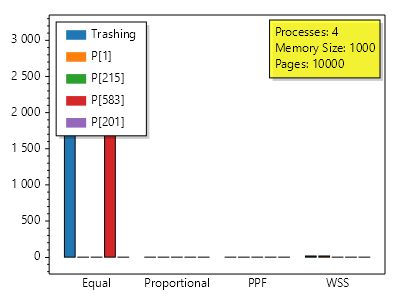 3 000
2 500
2 000
1 500
1 000
500
0
Trashing
P[1]
P[215]
P[583]
P[201]
Processes: 4
Memory Size: 1000
Pages: 10000
Equal Proportional PPF WSS